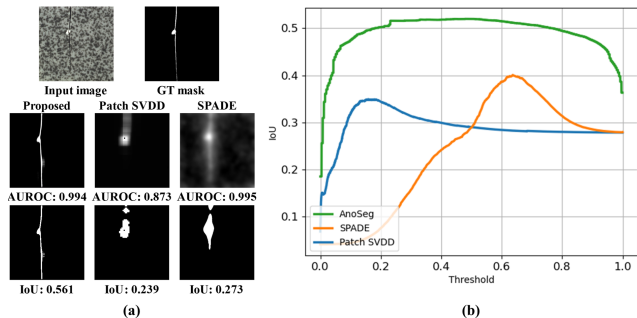 Input image GT mask
Proposed Patch SVDD SPADE
AUROC: 0.994 AUROC: 0.873 AUROC: 0.995
IoU: 0.561 IoU: 0.239 IoU: 0.273
(a)
0.5
0.4
0.3
0.2
0.1
IoU
AnoSeg
SPADE
Patch SVDD
0.0 0.2 0.4 0.6 0.8 1.0
Threshold
(b)